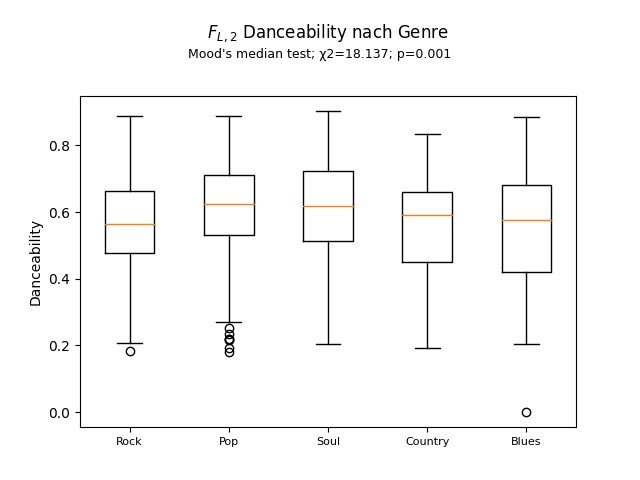 F_{L,2} Danceability nach Genre
Mood's median test; χ2=18.137; p=0.001
Danceability
0.8
0.6
0.4
0.2
0.0
Rock Pop Soul Country Blues